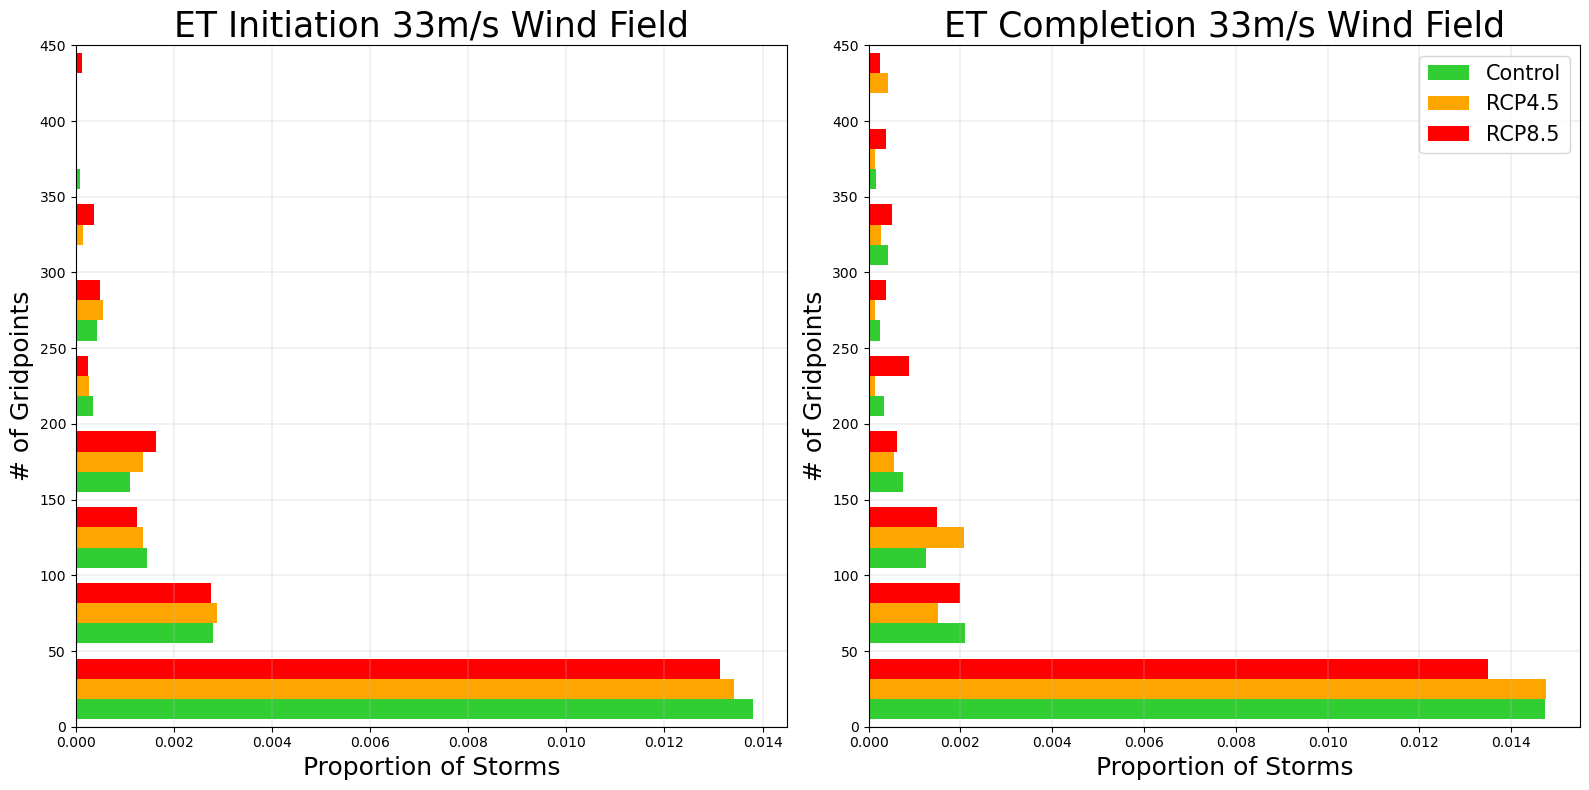 ET Initiation 33m/s Wind Field
450
400
350
300
250
200
150
100
50
0
# of Gridpoints
0.000 0.002 0.004 0.006 0.008 0.010 0.012 0.014
Proportion of Storms
ET Completion 33m/s Wind Field
Control
RCP4.5
RCP8.5
450
400
350
300
250
200
150
100
50
0
# of Gridpoints
0.000 0.002 0.004 0.006 0.008 0.010 0.012 0.014
Proportion of Storms